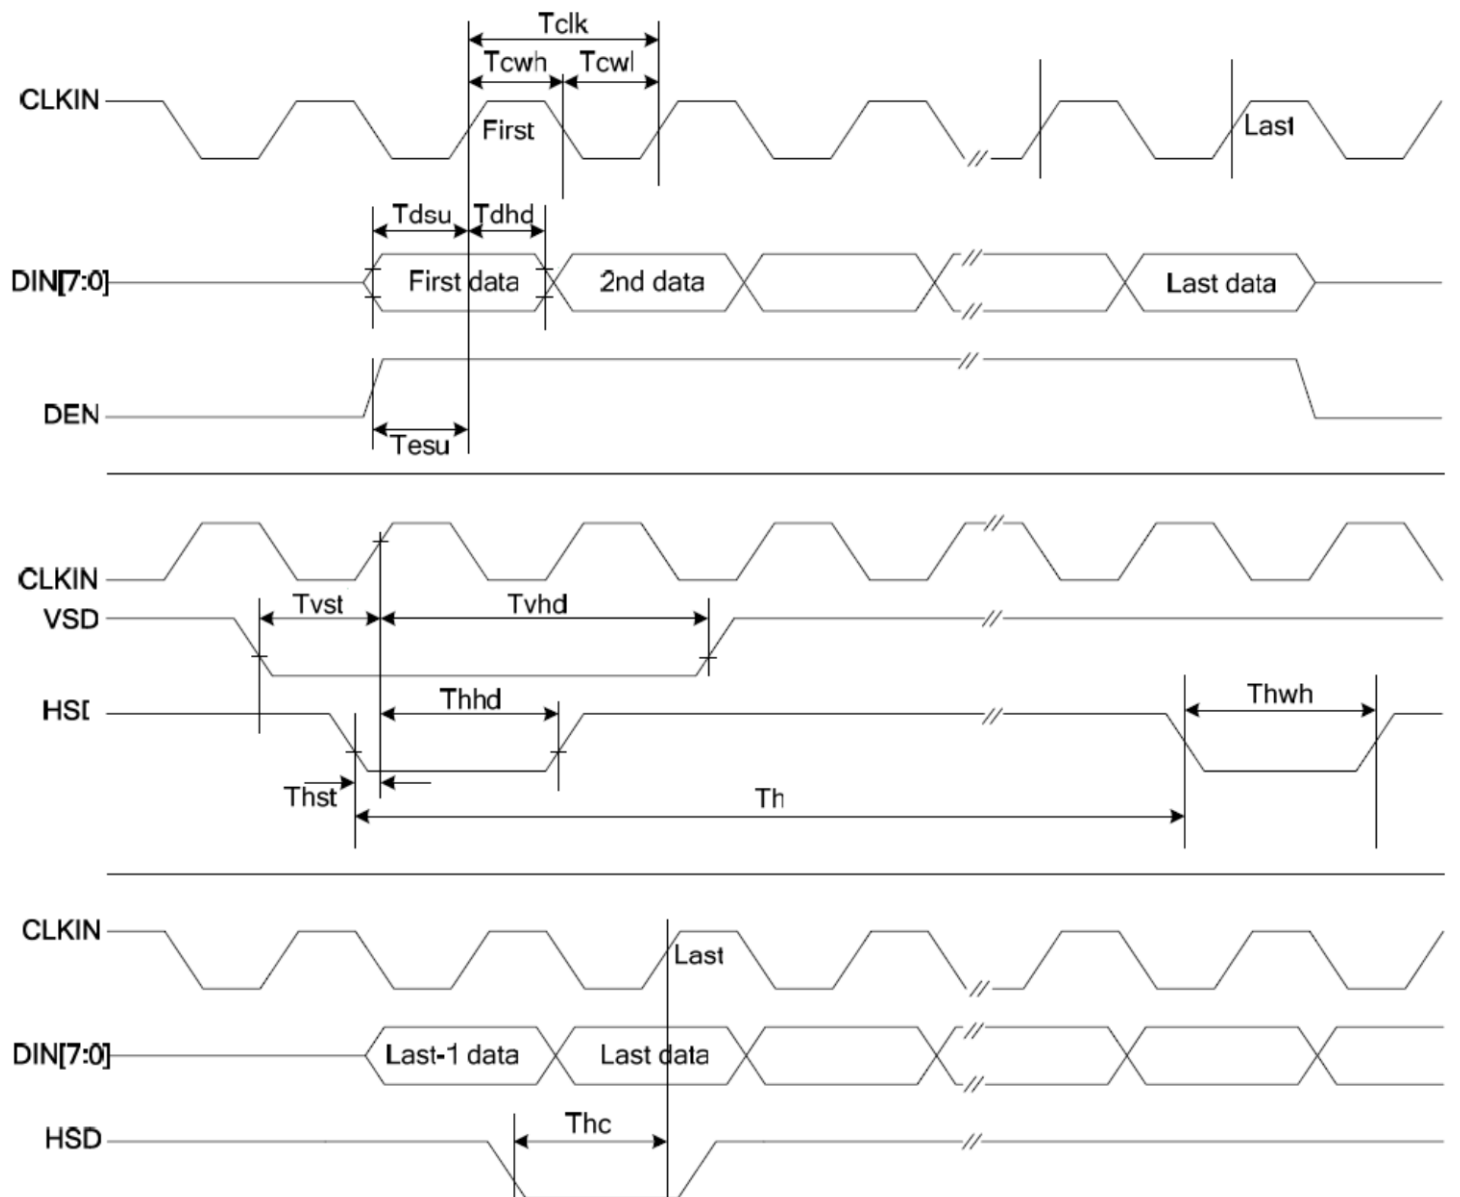 Tclk
Tcwh Tcwl
CLKIN First Last
Tdsu Tdhd
DIN[7:0] First data 2nd data Last data
DEN
Tesu
CLKIN
VSD Tvst Tvhd
HSD Thhd Thwh
Thst Th
CLKIN Last
DIN[7:0] Last-1 data Last data
HSD Thc